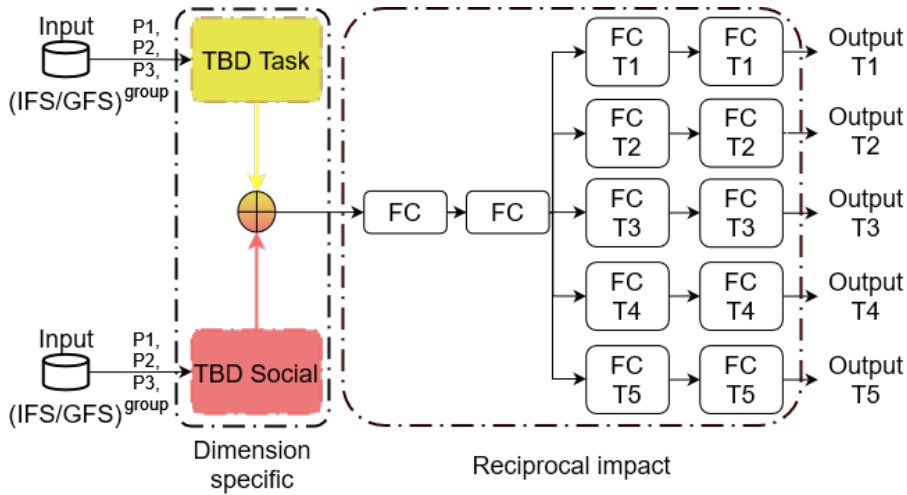 Input
(IFS/GFS)
P1,
P2,
P3,
group
TBD Task
Input
(IFS/GFS)
P1,
P2,
P3,
group
TBD Social
Dimension
specific
FC
FC
FC
T1
FC
T1
Output
T1
FC
T2
FC
T2
Output
T2
FC
T3
FC
T3
Output
T3
FC
T4
FC
T4
Output
T4
FC
T5
FC
T5
Output
T5
Reciprocal impact